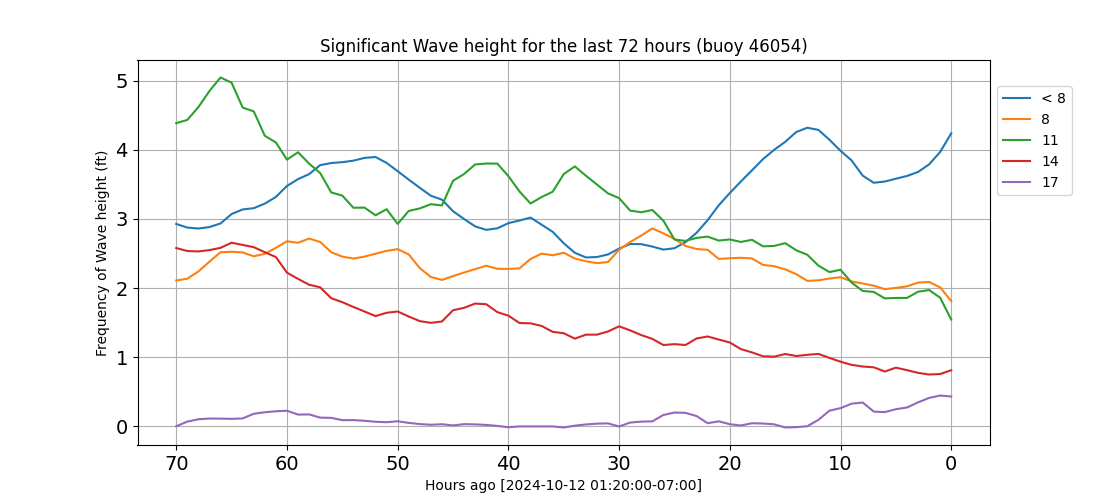 Significant Wave height for the last 72 hours (buoy 46054)
Frequency of Wave height (ft)
5
4
3
2
1
0
70 60 50 40 30 20 10 0
Hours ago [2024-10-12 01:20:00-07:00]
< 8
8
11
14
17